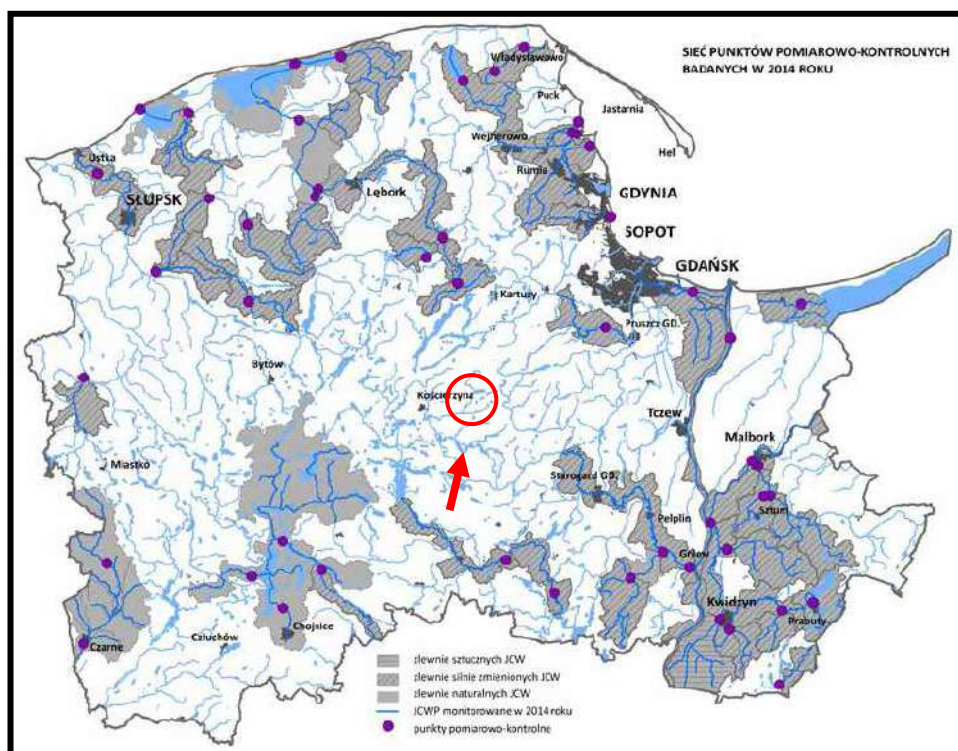 SIEĆ PUNKTÓW POMIAROWO-KONTROLNYCH
BADANYCH W 2014 ROKU
Władysławowo
Puck
Jastarnia
Wejherowo
Hel
Ustka
Rumia
Lębork
GDYNIA
SŁUPSK
SOPOT
GDAŃSK
Kartuzy
Pruszcz GD.
Bytów
Kościerzyna
Tczew
Malbork
Miastko
Starogard GD.
Sztum
Pelplin
Gniew
Kwidzyn
Prabuty
Chojnice
Człuchów
Czarne
zlewnie sztucznych JCW
zlewnie silnie zmienionych JCW
zlewnie naturalnych JCW
JCWP monitorowane w 2014 roku
punkty pomiarowo-kontrolne